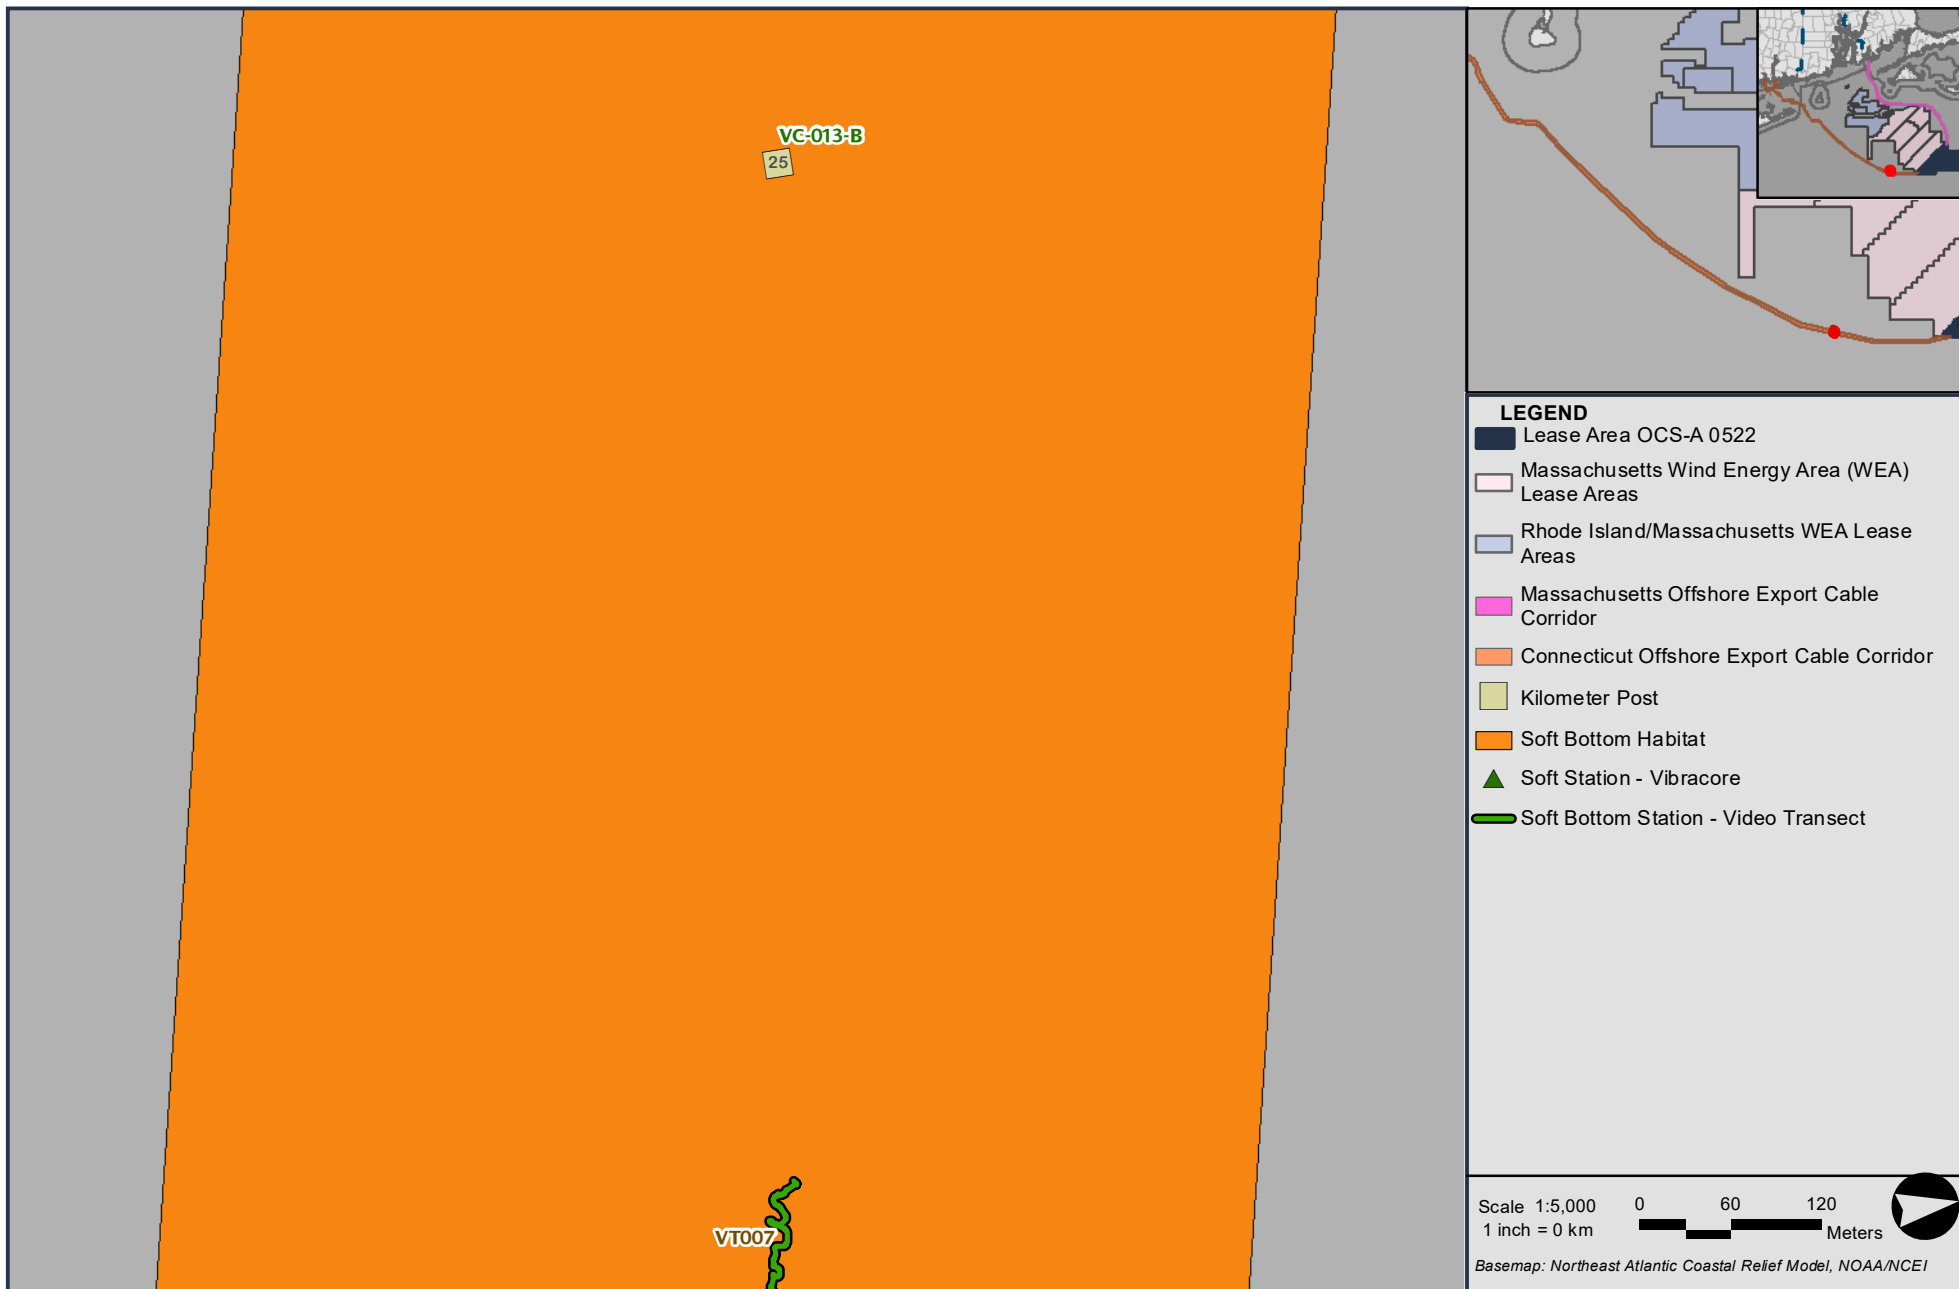 VC-013-B
25
VT007
LEGEND
Lease Area OCS-A 0522
Massachusetts Wind Energy Area (WEA)
Lease Areas
Rhode Island/Massachusetts WEA Lease
Areas
Massachusetts Offshore Export Cable
Corridor
Connecticut Offshore Export Cable Corridor
Kilometer Post
Soft Bottom Habitat
Soft Station - Vibracore
Soft Bottom Station - Video Transect
Scale 1:5,000
1 inch = 0 km
0 60 120
Meters
Basemap: Northeast Atlantic Coastal Relief Model, NOAA/NCEI